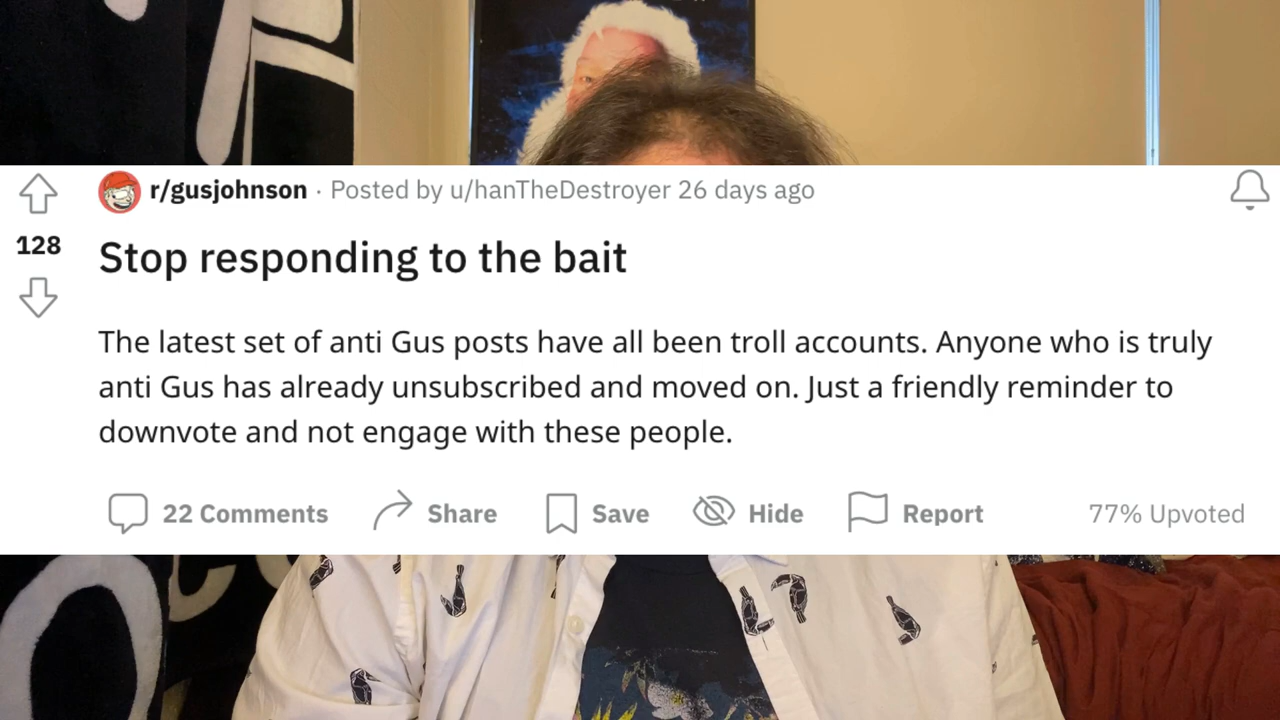 r/gusjohnson · Posted by u/hanTheDestroyer 26 days ago
128
Stop responding to the bait
The latest set of anti Gus posts have all been troll accounts. Anyone who is truly
anti Gus has already unsubscribed and moved on. Just a friendly reminder to
downvote and not engage with these people.
22 Comments Share Save Hide Report 77% Upvoted